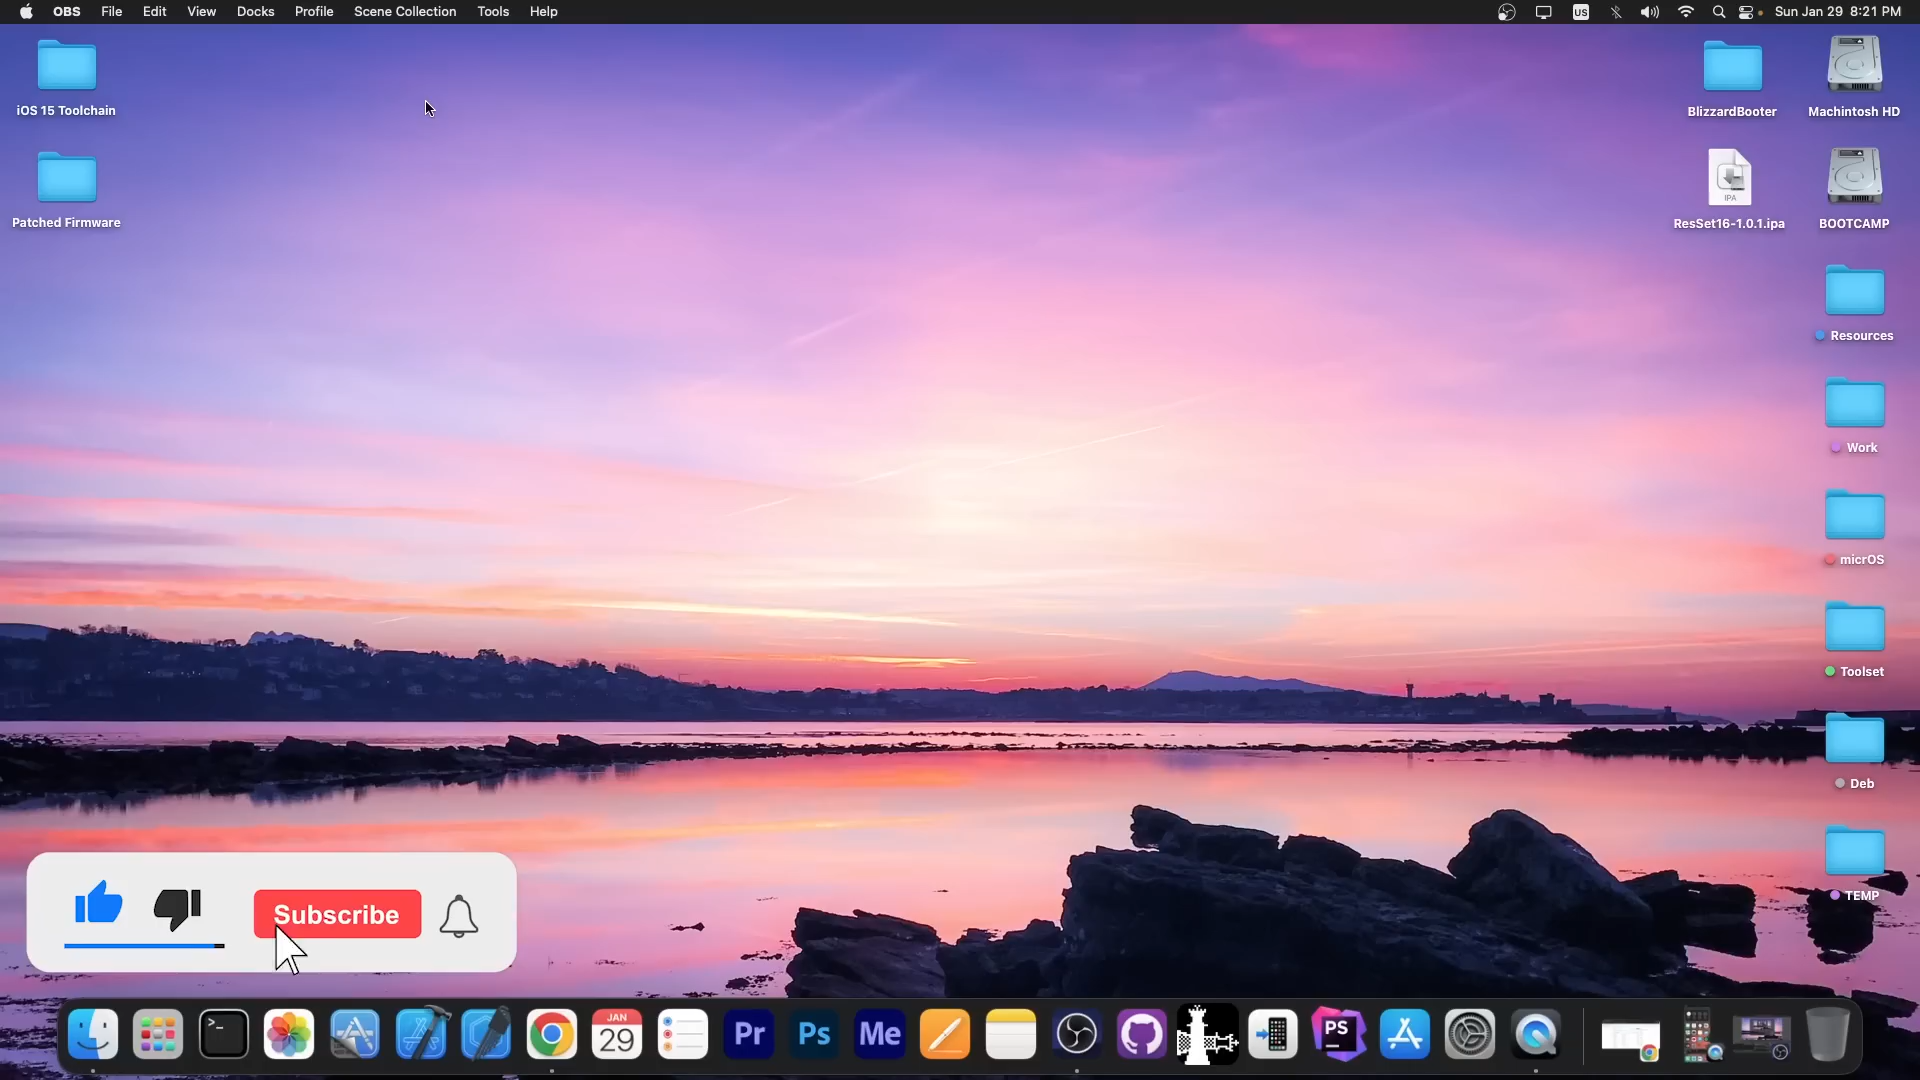 OBS File Edit View Docks Profile Scene Collection Tools Help US Sun Jan 29 8:21 PM
iOS 15 Toolchain
BlizzardBooter
Machintosh HD
Patched Firmware
IPA
ResSet16-1.0.1.ipa
BOOTCAMP
Resources
Work
micrOS
Toolset
Deb
TEMP
Subscribe
>_
JAN
29
Pr
Ps
Me
PS